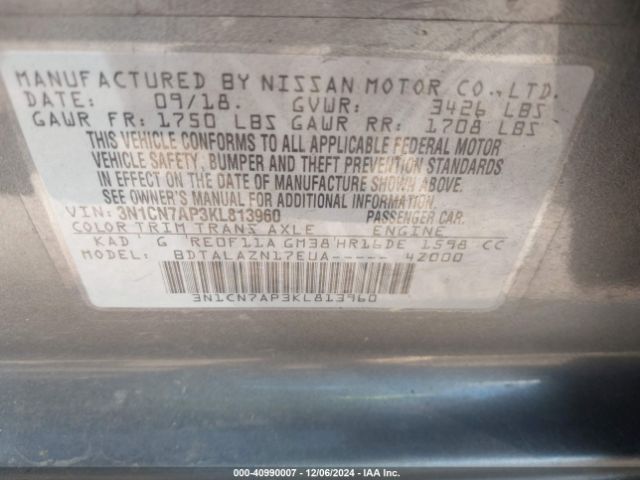 MANUFACTURED BY NISSAN MOTOR CO., LTD.
DATE: 09/18. GVWR: 3426 LBS
GAWR FR: 1750 LBS GAWR RR: 1708 LBS
THIS VEHICLE CONFORMS TO ALL APPLICABLE FEDERAL MOTOR
VEHICLE SAFETY, BUMPER AND THEFT PREVENTION STANDARDS
IN EFFECT ON THE DATE OF MANUFACTURE SHOWN ABOVE.
SEE OWNER'S MANUAL FOR ADDITIONAL INFORMATION.
VIN: 3N1CN7AP3KL813960 PASSENGER CAR.
COLOR TRIM TRANS AXLE ENGINE
KAD G RE0F11A GM38 HR16DE 1598 CC
MODEL: BDTALAZN17EUA----- 4Z000
3N1CN7AP3KL813960
000-40990007 - 12/06/2024 - IAA Inc.